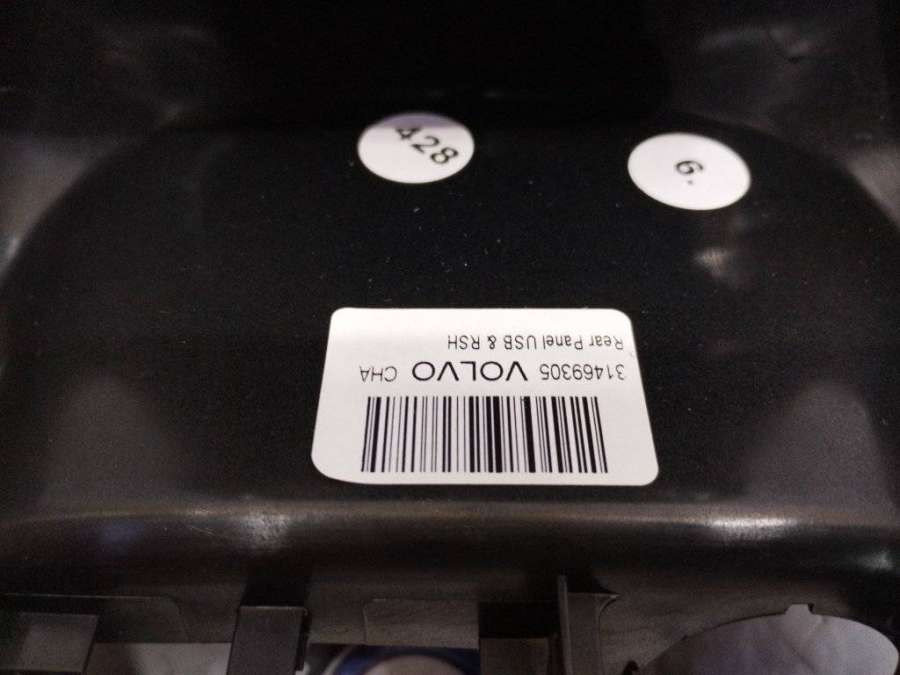 428
6.
31469305 VOLVO CHA
Rear Panel USB & RSH